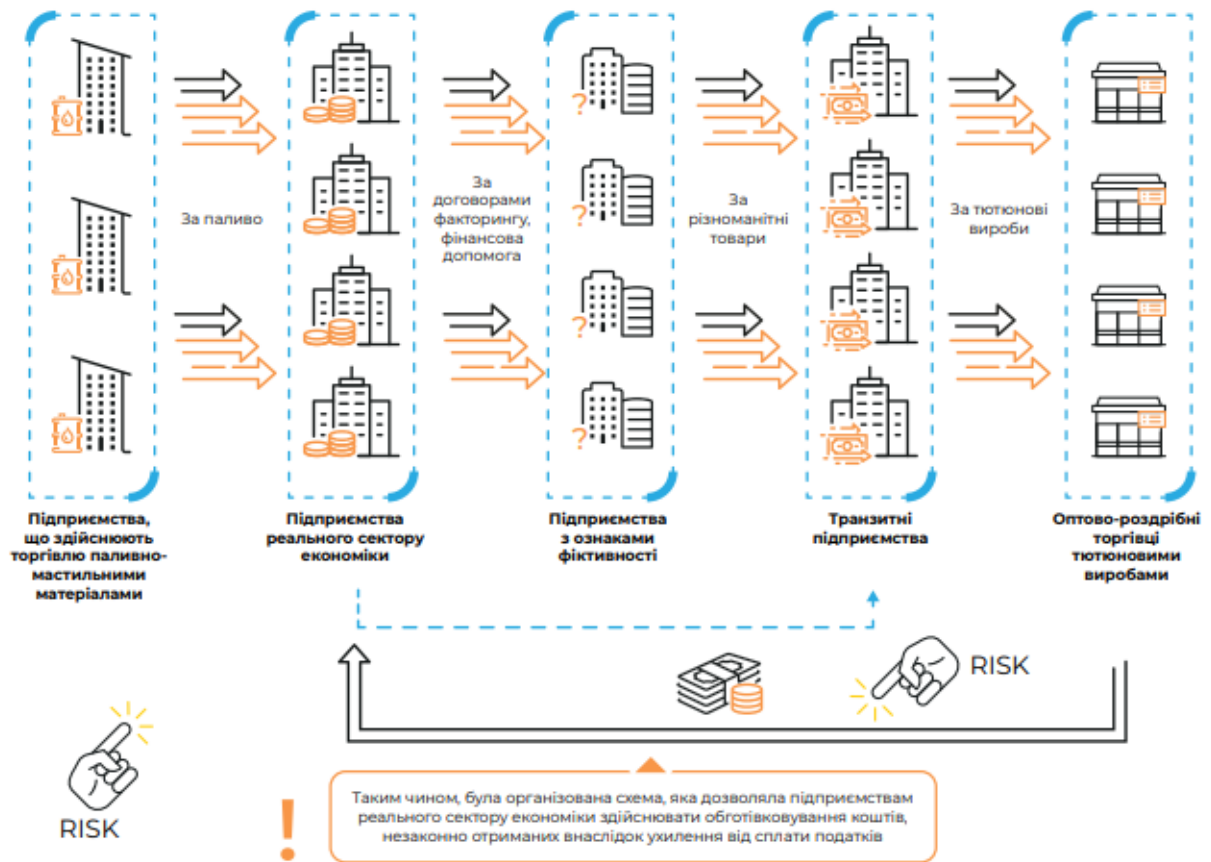 За паливо
За
договорами
факторингу,
фінансова
допомога
За
різноманітні
товари
За тютюнові
вироби
Підприємства,
що здійснюють
торгівлю паливно-
мастильними
матеріалами
Підприємства
реального сектору
економіки
Підприємства
з ознаками
фіктивності
Транзитні
підприємства
Оптово-роздрібні
торгівці
тютюновими
виробами
?
?
?
?
RISK
RISK
!
Таким чином, була організована схема, яка дозволяла підприємствам
реального сектору економіки здійснювати обготівковування коштів,
незаконно отриманих внаслідок ухилення від сплати податків